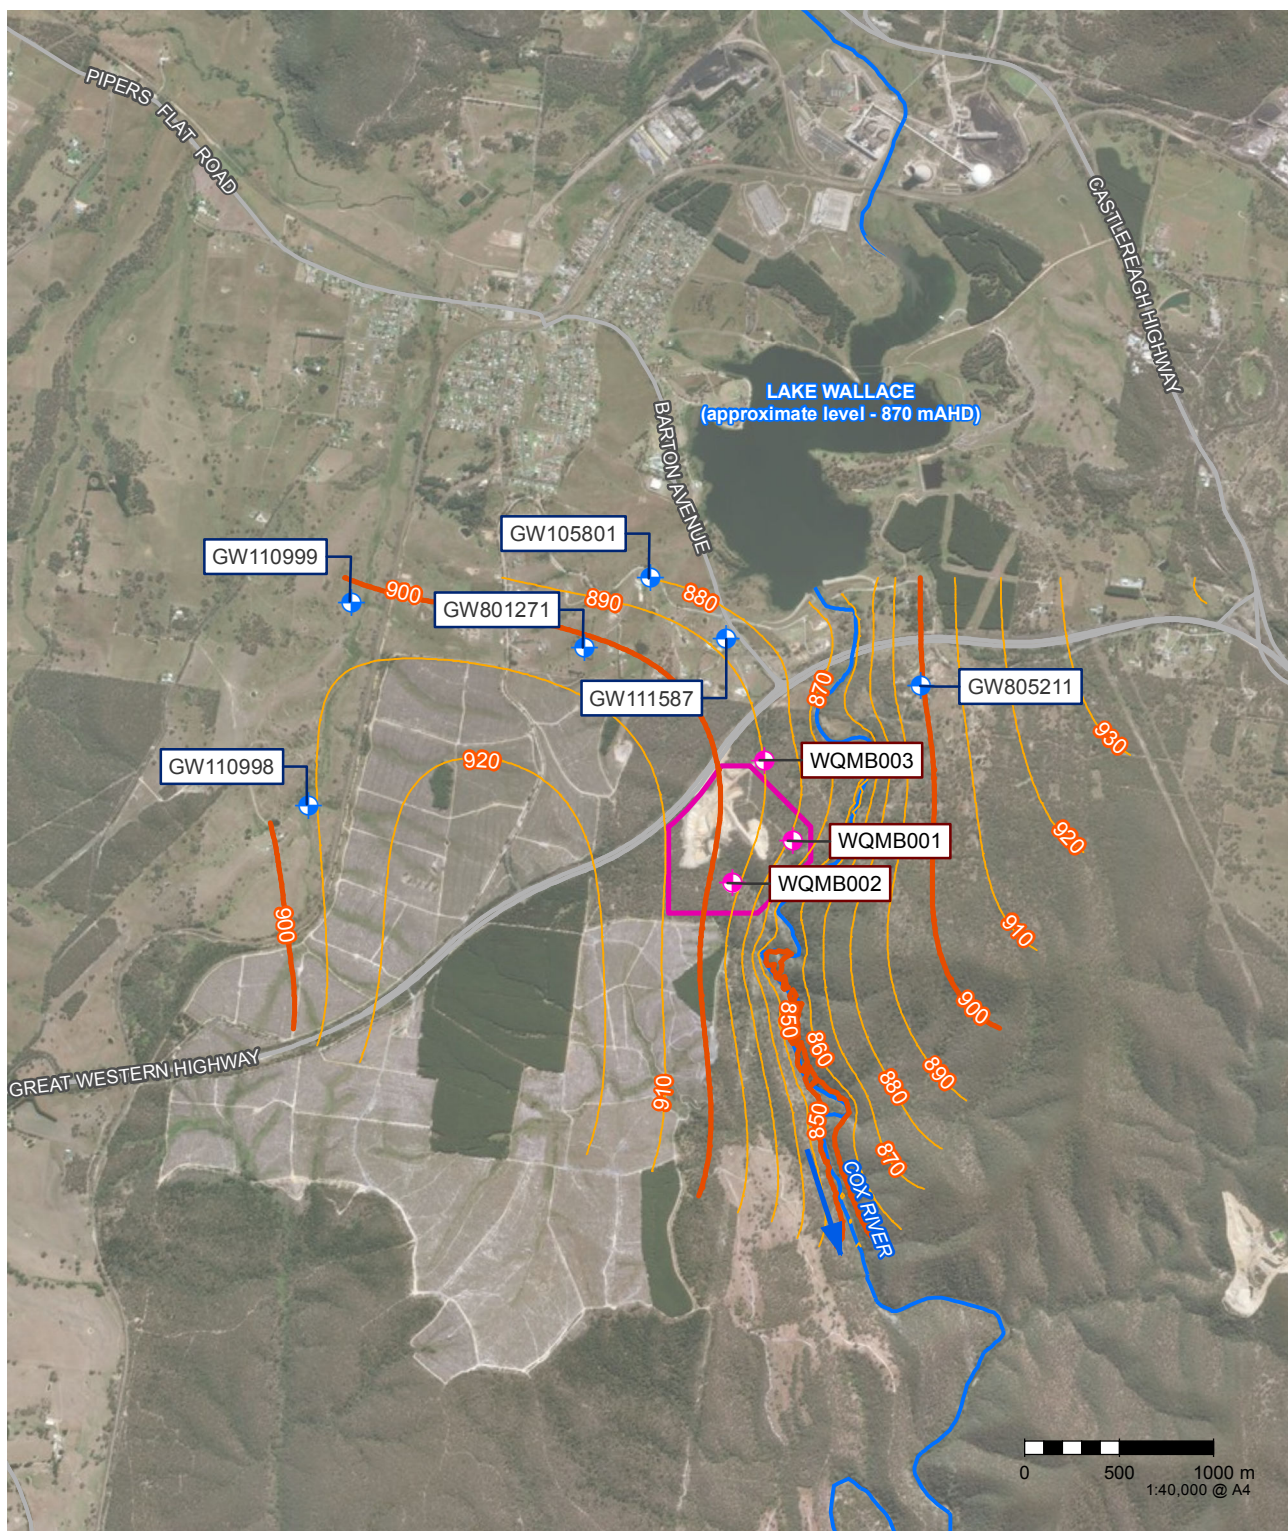 PIPERS FLAT ROAD
CASTLEREAGH HIGHWAY
LAKE WALLACE
(approximate level - 870 mAHD)
BARTON AVENUE
GW105801
GW110999
900
890
880
GW801271
GW111587
870
GW805211
930
GW110998
920
WQMB003
920
WQMB001
WQMB002
900
910
900
850
860
890
880
GREAT WESTERN HIGHWAY
910
850
870
COX RIVER
0 500 1000 m
1:40,000 @ A4